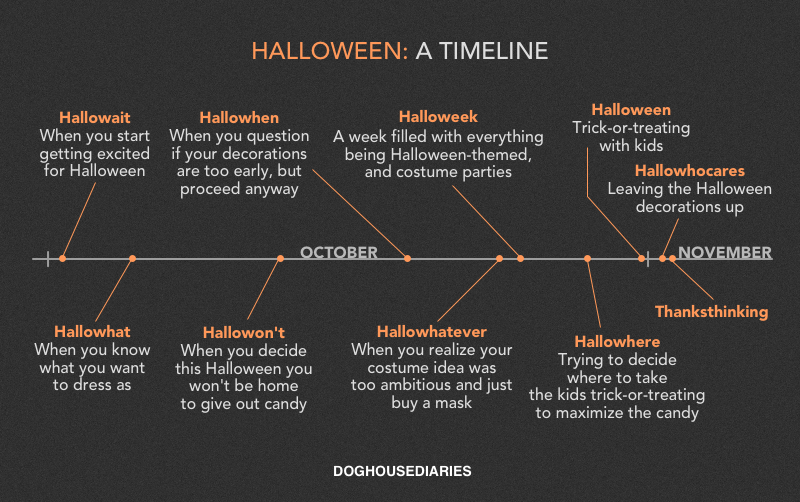 HALLOWEEN: A TIMELINE
Hallowait
When you start
getting excited
for Halloween
Hallowhen
When you question
if your decorations
are too early, but
proceed anyway
Halloweek
A week filled with everything
being Halloween-themed,
and costume parties
Halloween
Trick-or-treating
with kids
Hallowhocares
Leaving the Halloween
decorations up
OCTOBER
NOVEMBER
Hallowhat
When you know
what you want
to dress as
Hallowon't
When you decide
this Halloween you
won't be home
to give out candy
Hallowhatever
When you realize your
costume idea was
too ambitious and just
buy a mask
Hallowhere
Trying to decide
where to take
the kids trick-or-treating
to maximize the candy
Thanksthinking
DOGHOUSEDIARIES